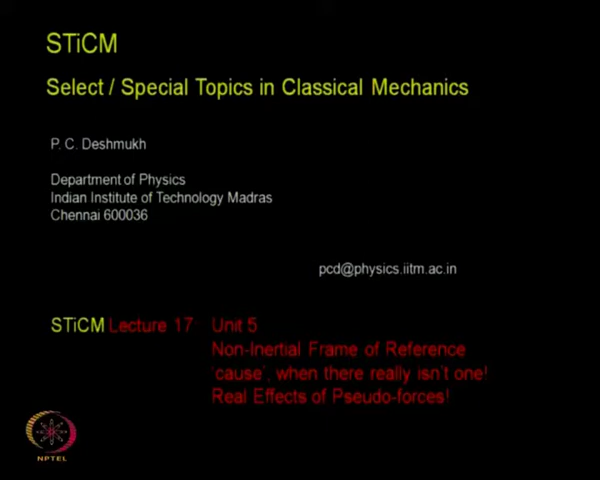 STiCM
Select / Special Topics in Classical Mechanics
P. C. Deshmukh
Department of Physics
Indian Institute of Technology Madras
Chennai 600036
pcd@physics.iitm.ac.in
STiCM Lecture 17 Unit 5
Non-Inertial Frame of Reference
'cause', when there really isn't one!
Real Effects of Pseudo-forces!
NPTEL